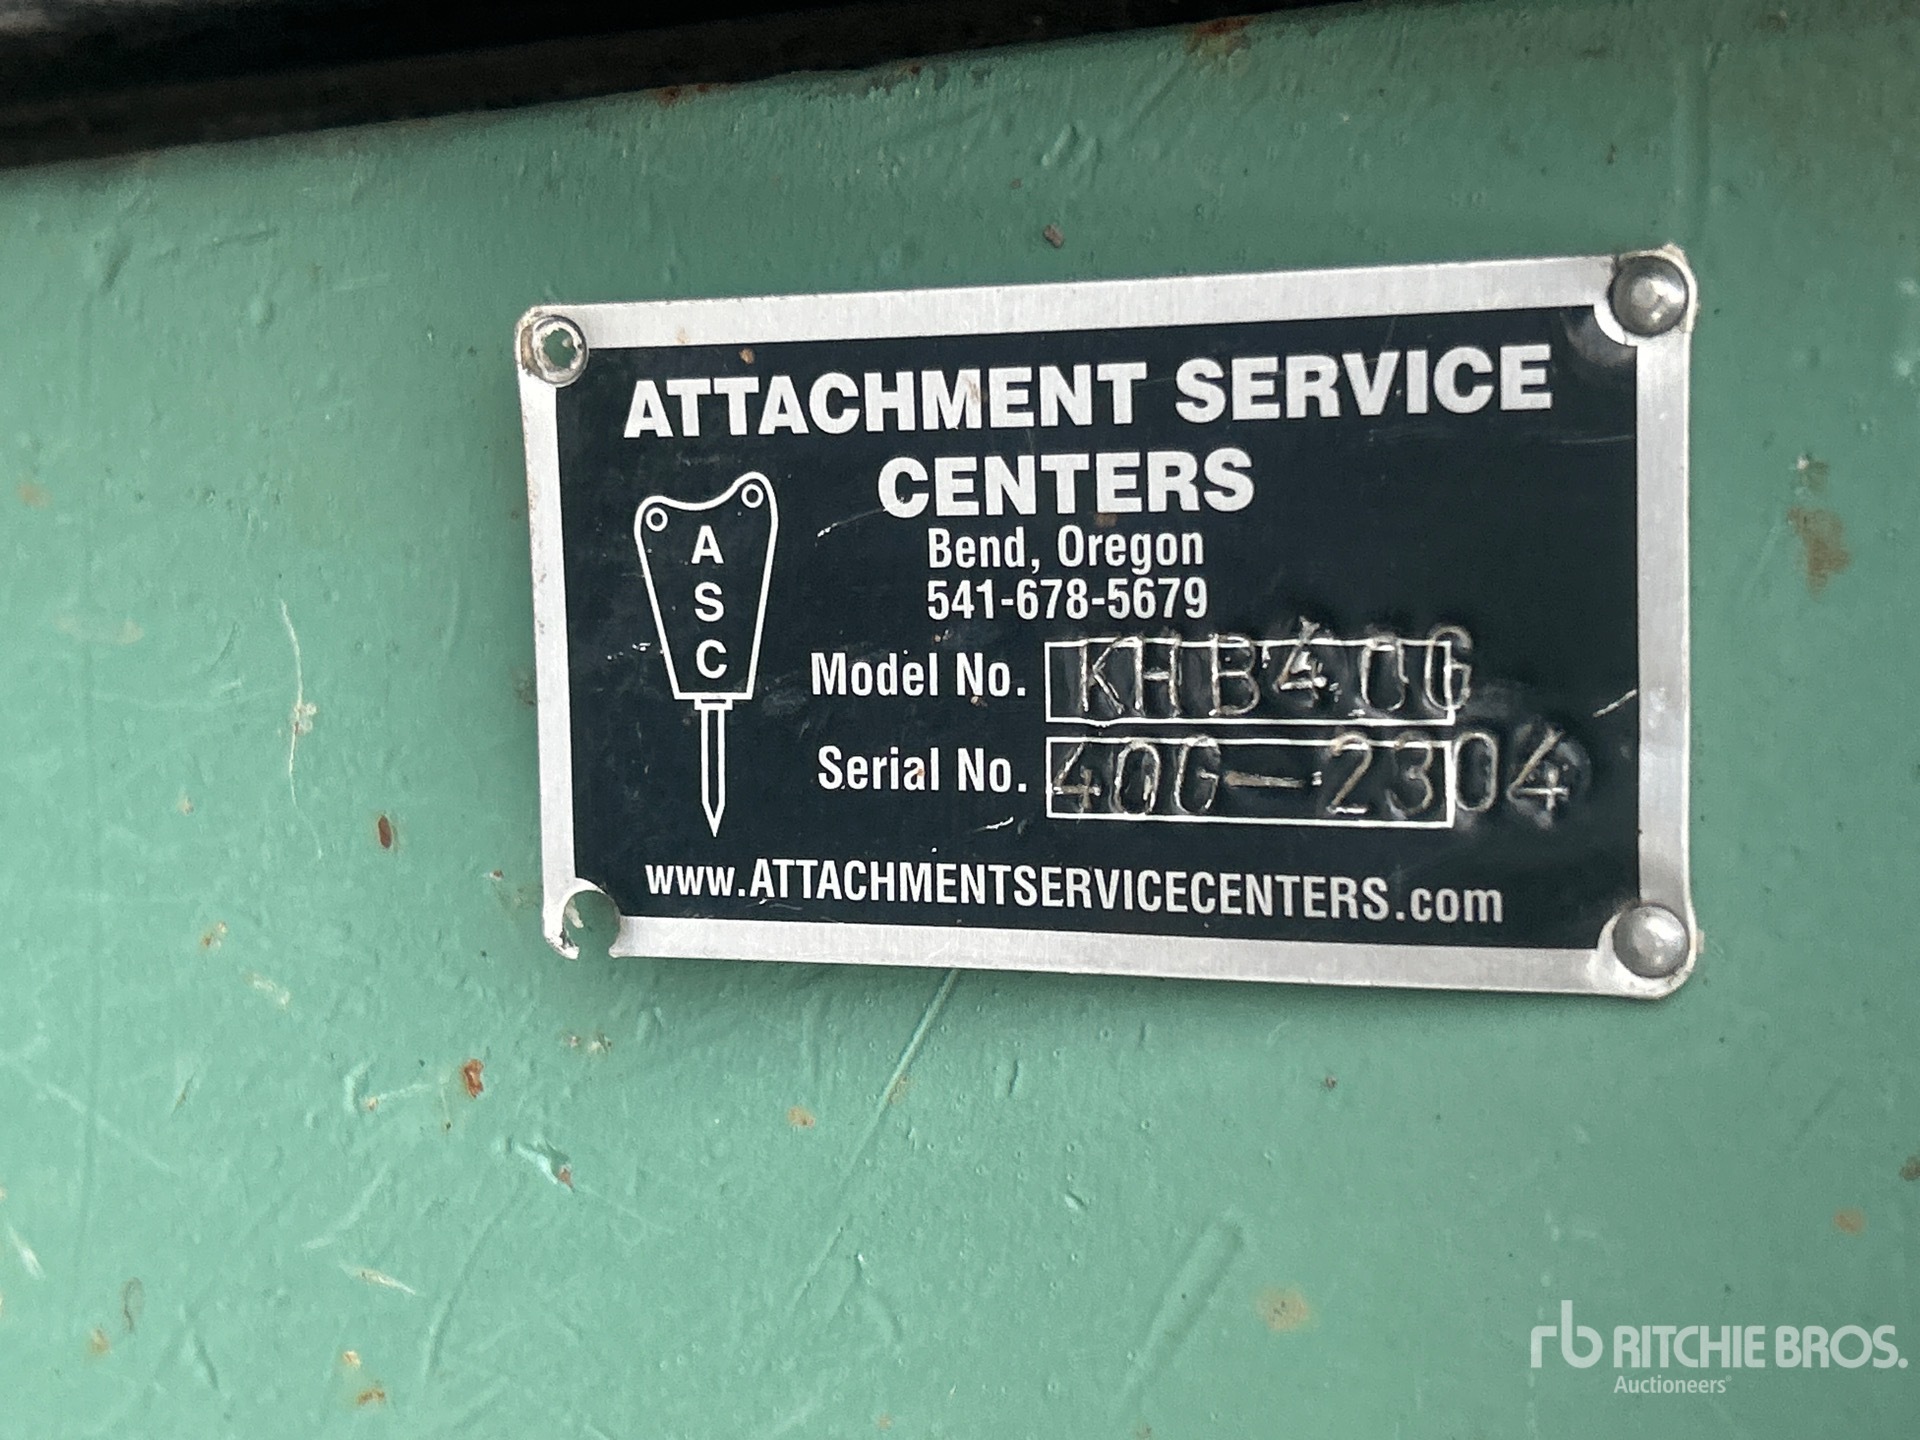 ATTACHMENT SERVICE
CENTERS
Bend, Oregon
541-678-5679
A
S
C
Model No. KHB40G
Serial No. 40G-2304
www.ATTACHMENTSERVICECENTERS.com
rb RITCHIE BROS.
Auctioneers